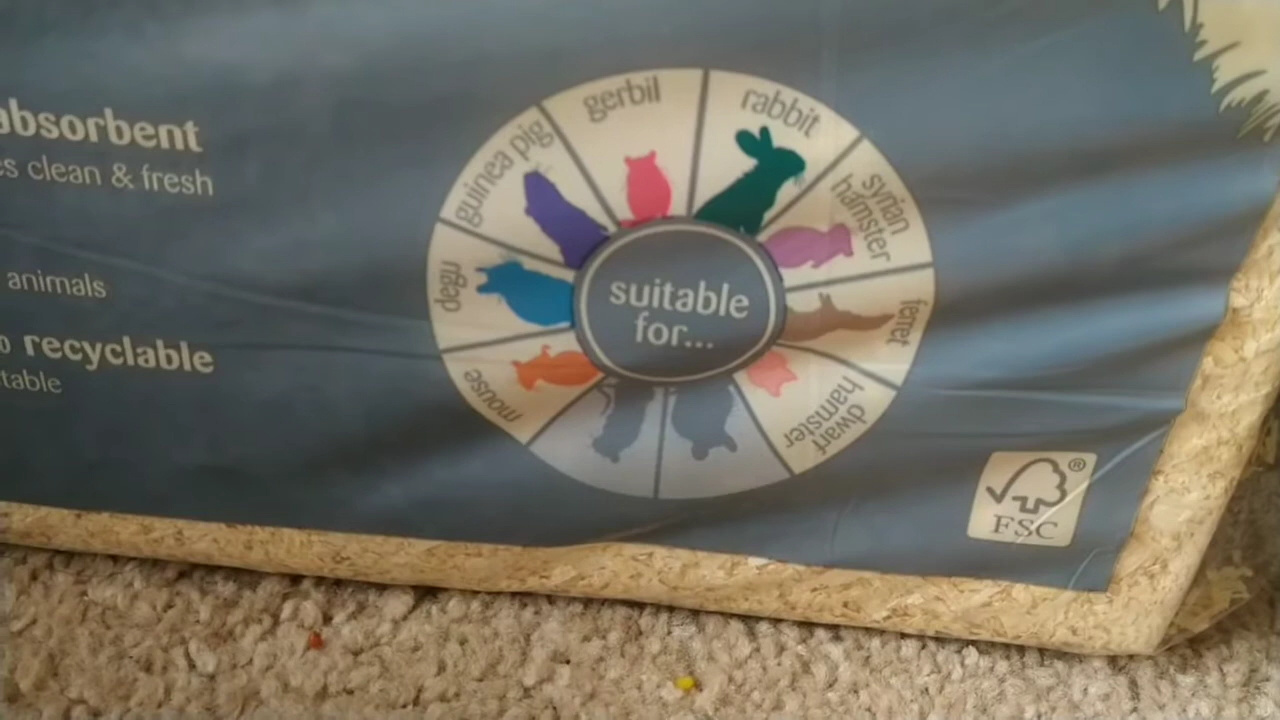 absorbent
es clean & fresh
animals
recyclable
table
gerbil
rabbit
syrian
hamster
ferret
dwarf
hamster
mouse
degu
guinea pig
suitable
for...
FSC®